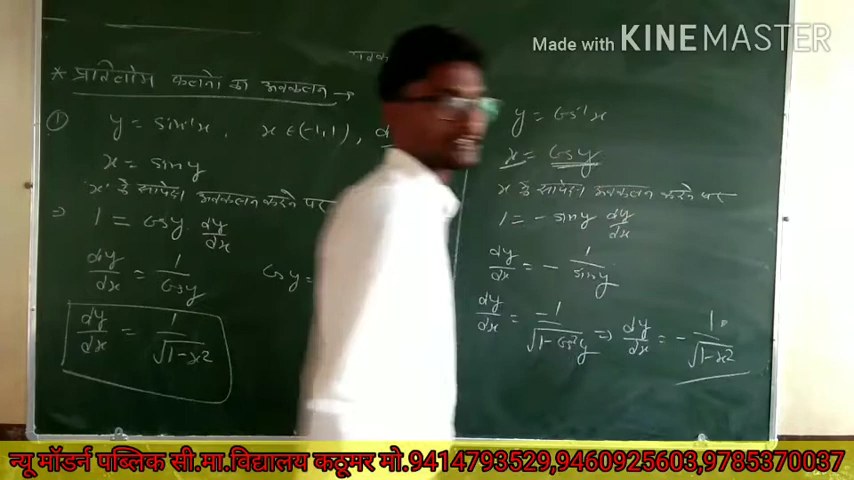 Made with KINEMASTER
* प्रतिलोम फलनो का अवकलन →
① y = sin⁻¹x, x ∈ (-1,1),
x = sin y
'x' के सापेक्ष अवकलन करने पर
⇒ 1 = cos y · dy/dx
dy/dx = 1/cos y
cos y =
dy/dx = 1/√(1-x²)
y = cos⁻¹x
x = cos y
x के सापेक्ष अवकलन करने पर
1 = - sin y dy/dx
dy/dx = - 1/sin y
dy/dx = -1/√(1-cos²y) ⇒ dy/dx = - 1/√(1-x²)
न्यू मॉडर्न पब्लिक सी.मा.विद्यालय कठूमर मो.9414793529,9460925603,9785370037